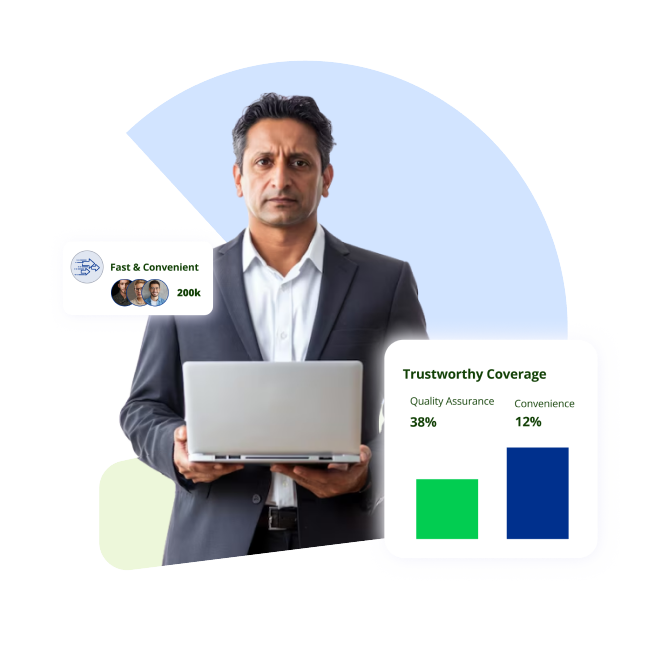 Fast & Convenient
200k
Trustworthy Coverage
Quality Assurance
Convenience
38%
12%